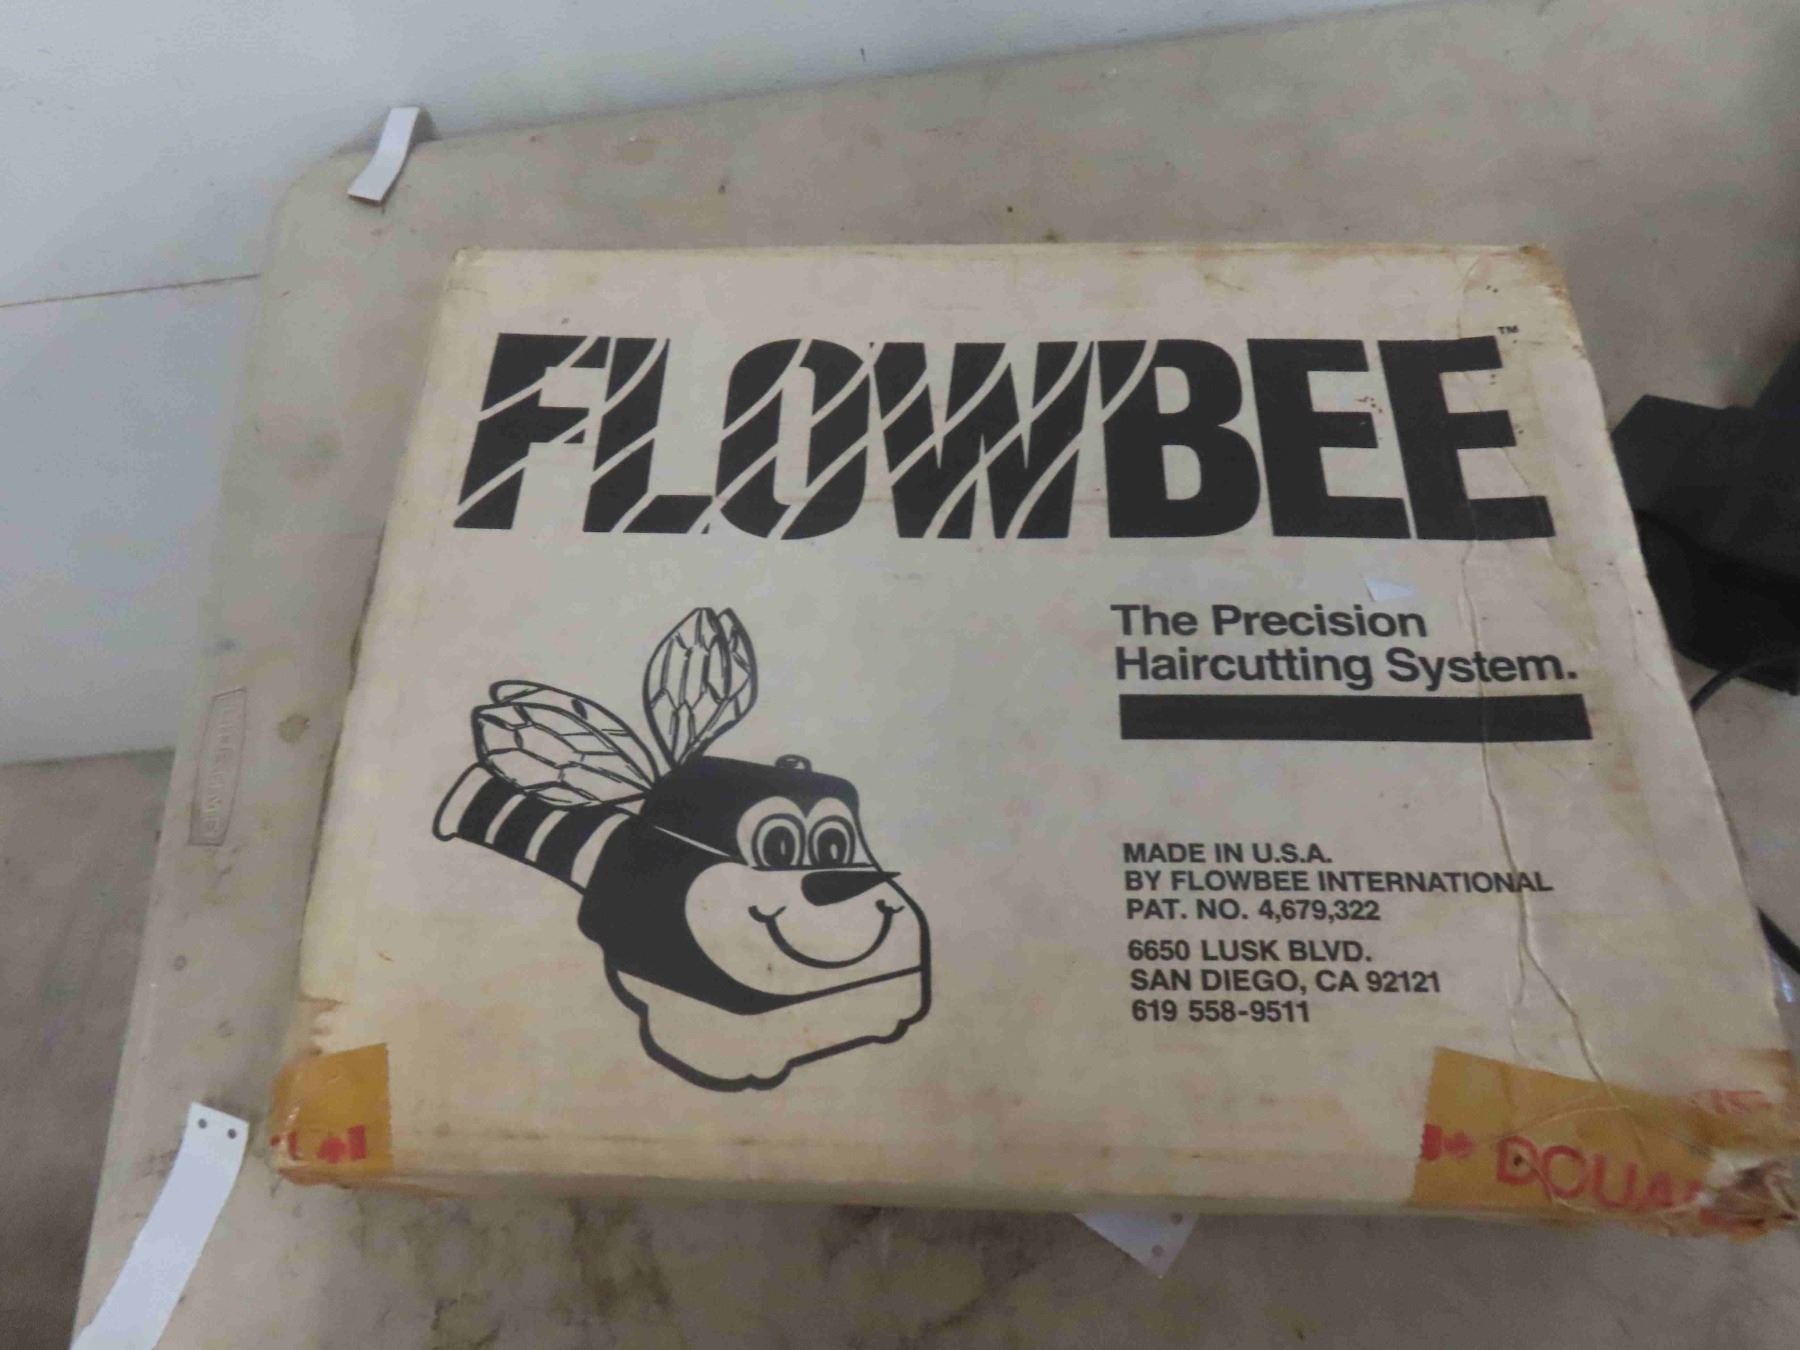 FLOWBEE™
The Precision
Haircutting System.
MADE IN U.S.A.
BY FLOWBEE INTERNATIONAL
PAT. NO. 4,679,322
6650 LUSK BLVD.
SAN DIEGO, CA 92121
619 558-9511